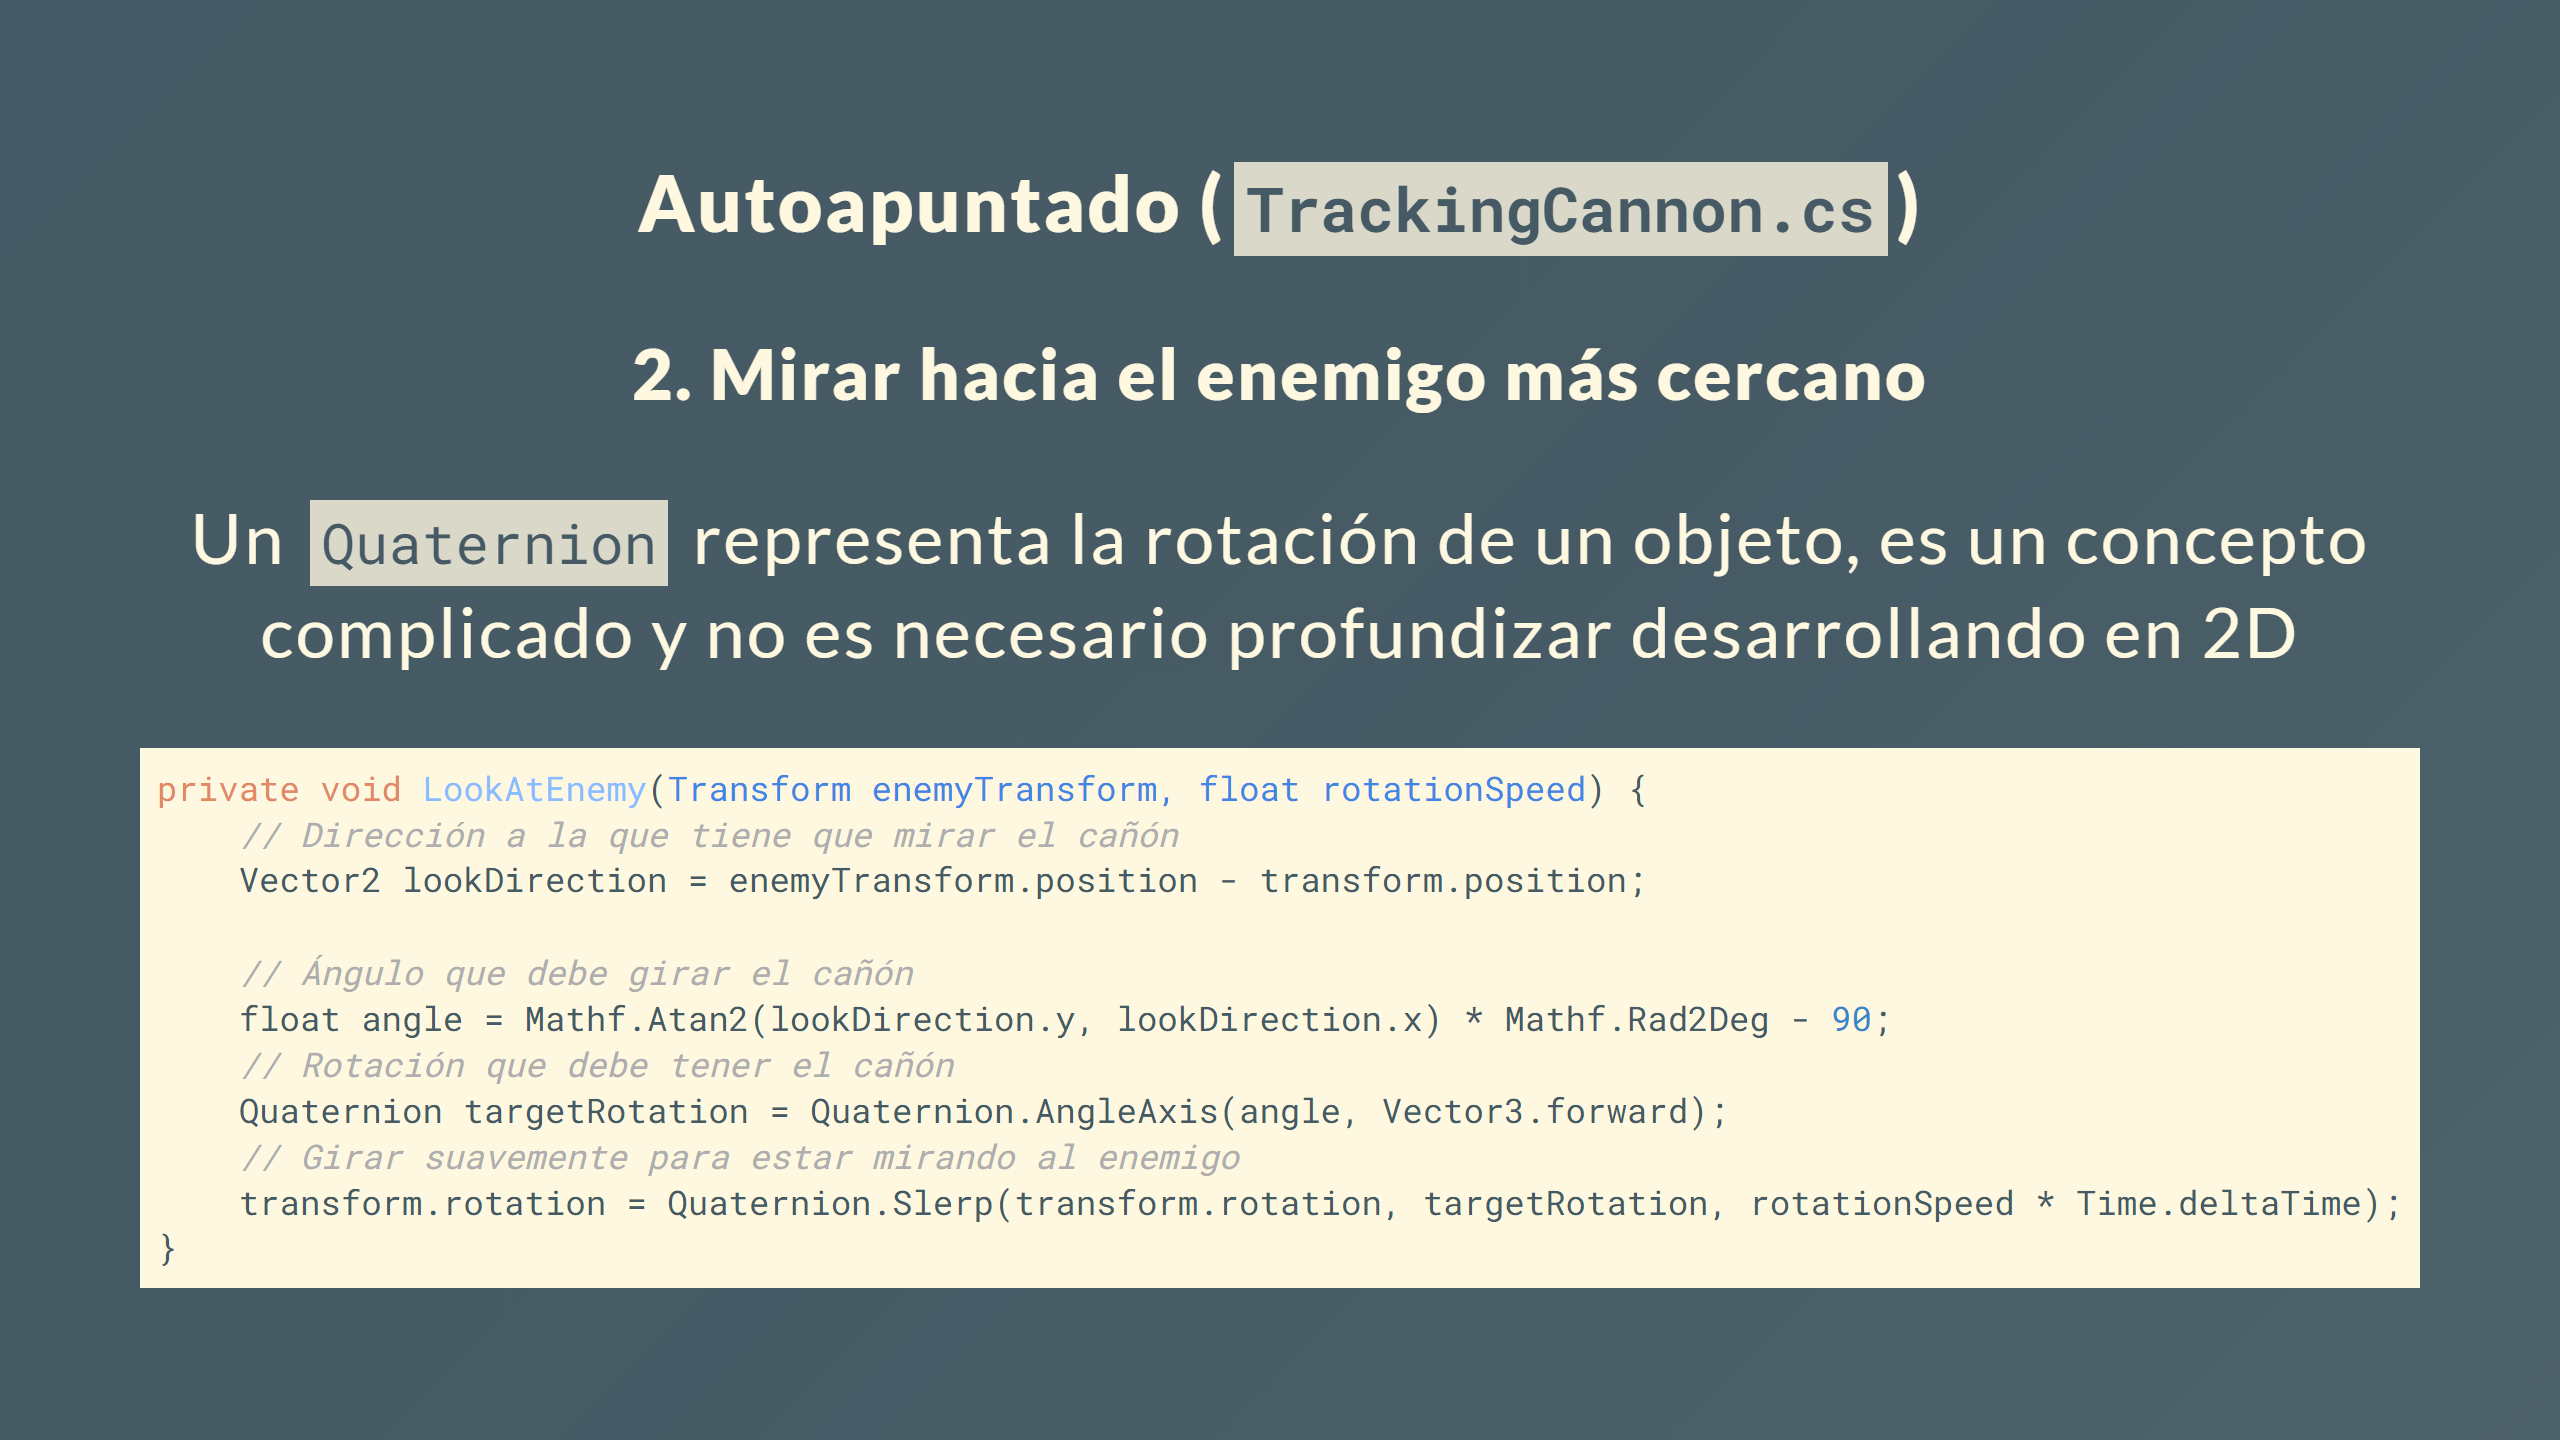 Autoapuntado (TrackingCannon.cs)
2. Mirar hacia el enemigo más cercano
Un Quaternion representa la rotación de un objeto, es un concepto
complicado y no es necesario profundizar desarrollando en 2D
private void LookAtEnemy(Transform enemyTransform, float rotationSpeed) {
    // Dirección a la que tiene que mirar el cañón
    Vector2 lookDirection = enemyTransform.position - transform.position;
    // Ángulo que debe girar el cañón
    float angle = Mathf.Atan2(lookDirection.y, lookDirection.x) * Mathf.Rad2Deg - 90;
    // Rotación que debe tener el cañón
    Quaternion targetRotation = Quaternion.AngleAxis(angle, Vector3.forward);
    // Girar suavemente para estar mirando al enemigo
    transform.rotation = Quaternion.Slerp(transform.rotation, targetRotation, rotationSpeed * Time.deltaTime);
}